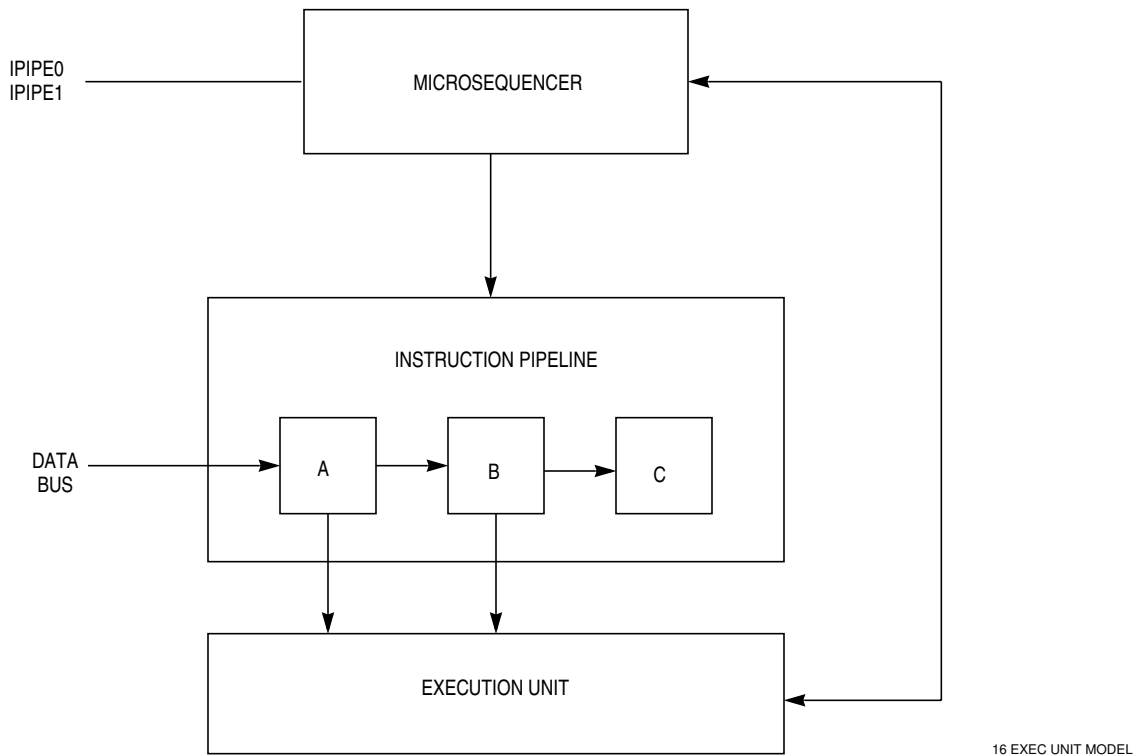 IPIPE0
IPIPE1
MICROSEQUENCER
INSTRUCTION PIPELINE
DATA
BUS
A
B
C
EXECUTION UNIT
16 EXEC UNIT MODEL